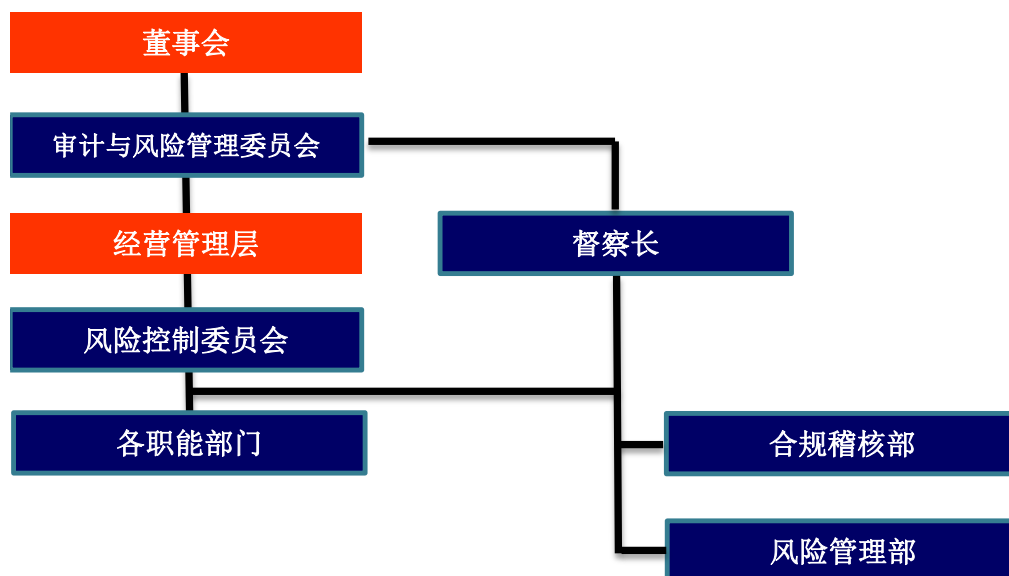 董事会
审计与风险管理委员会
经营管理层
督察长
风险控制委员会
各职能部门
合规稽核部
风险管理部